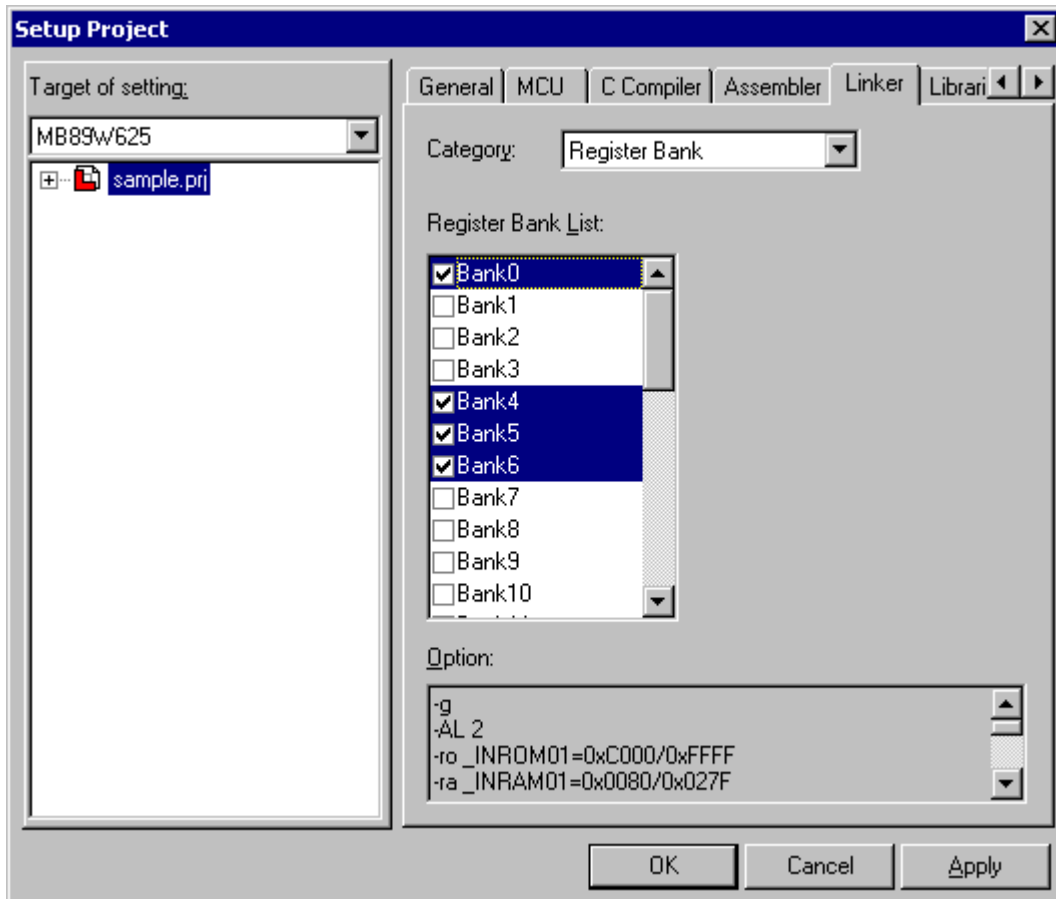 Setup Project
Target of setting:
MB89W625
sample.prj
General
MCU
C Compiler
Assembler
Linker
Librari
Category:
Register Bank
Register Bank List:
Bank0
Bank1
Bank2
Bank3
Bank4
Bank5
Bank6
Bank7
Bank8
Bank9
Bank10
Option:
-g
-AL 2
-ro _INROM01=0xC000/0xFFFF
-ra _INRAM01=0x0080/0x027F
OK
Cancel
Apply